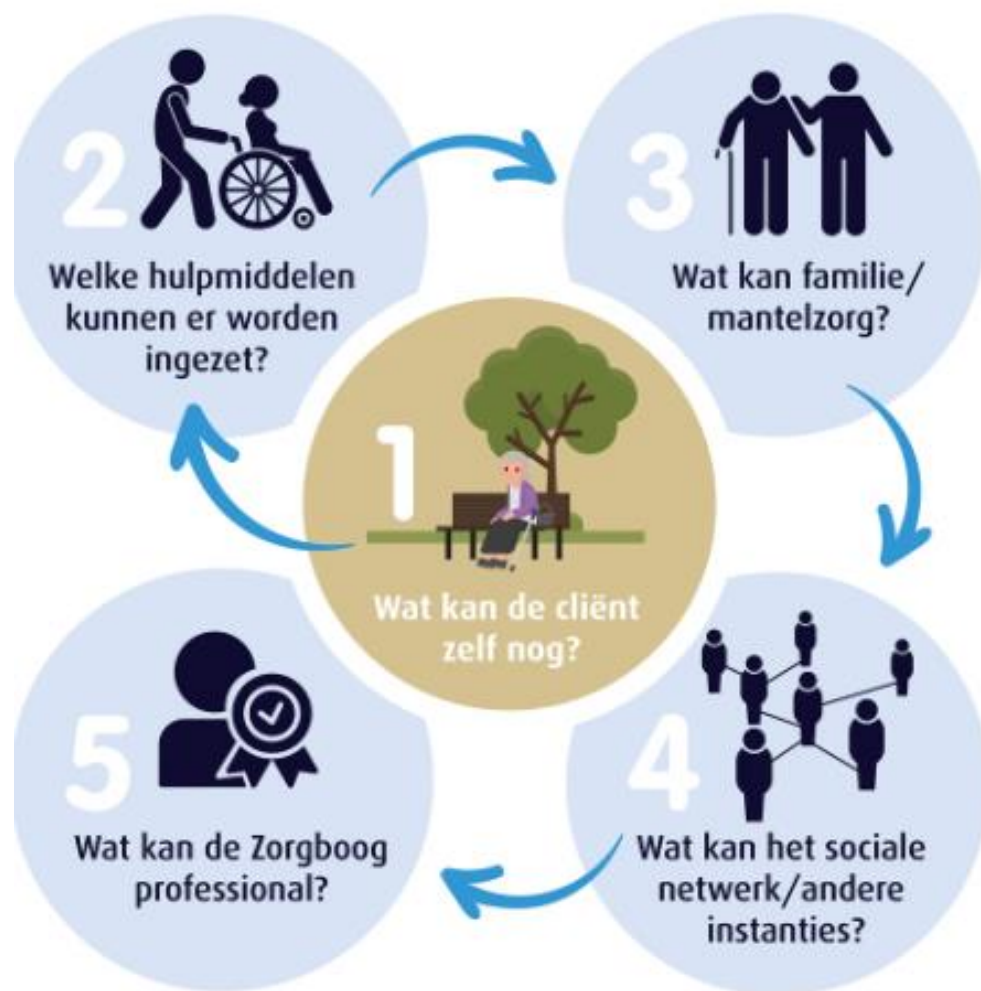 1
Wat kan de cliënt
zelf nog?
2
Welke hulpmiddelen
kunnen er worden
ingezet?
3
Wat kan familie/
mantelzorg?
4
Wat kan het sociale
netwerk/andere
instanties?
5
Wat kan de Zorgboog
professional?